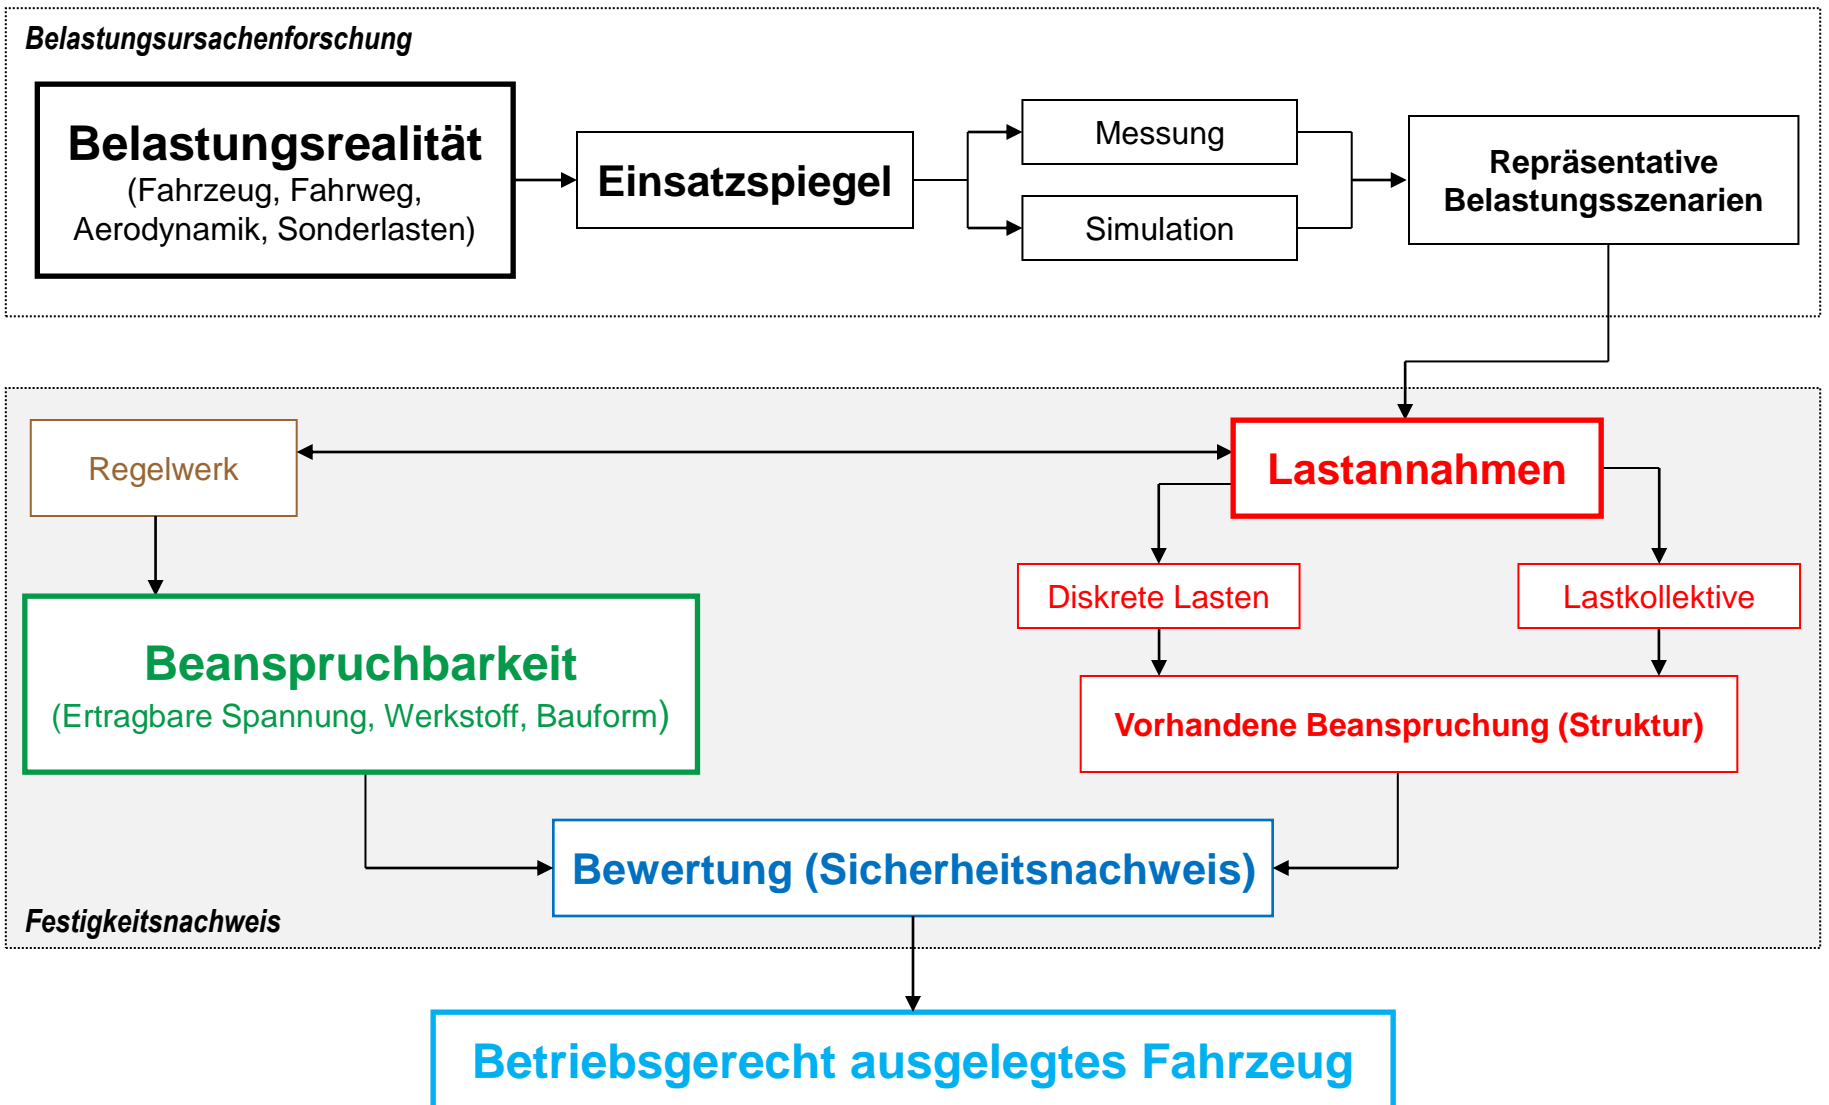 Belastungsursachenforschung
Belastungsrealität
(Fahrzeug, Fahrweg,
Aerodynamik, Sonderlasten)
Einsatzspiegel
Messung
Simulation
Repräsentative
Belastungsszenarien
Regelwerk
Lastannahmen
Diskrete Lasten
Lastkollektive
Beanspruchbarkeit
(Ertragbare Spannung, Werkstoff, Bauform)
Vorhandene Beanspruchung (Struktur)
Bewertung (Sicherheitsnachweis)
Festigkeitsnachweis
Betriebsgerecht ausgelegtes Fahrzeug